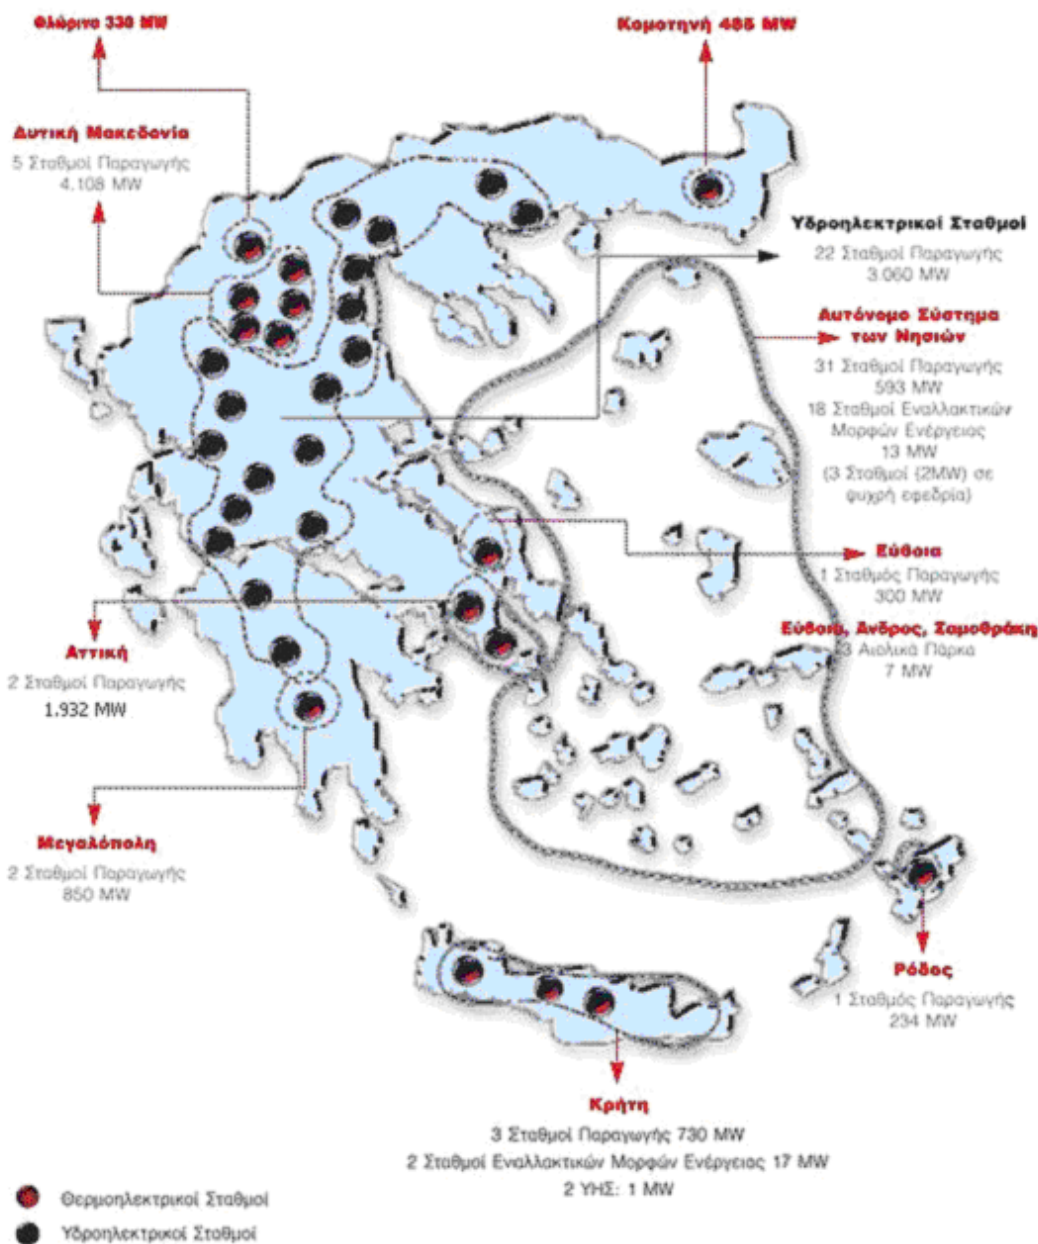 Φλώρινα 330 MW
Κομοτηνή 485 MW
Δυτική Μακεδονία
5 Σταθμοί Παραγωγής
4.108 MW
Υδροηλεκτρικοί Σταθμοί
22 Σταθμοί Παραγωγής
3.060 MW
Αυτόνομο Σύστημα
των Νησιών
31 Σταθμοί Παραγωγής
593 MW
18 Σταθμοί Εναλλακτικών
Μορφών Ενέργειας
13 MW
(3 Σταθμοί (2MW) σε
ψυχρή εφεδρία)
Εύβοια
1 Σταθμός Παραγωγής
300 MW
Εύβοια, Άνδρος, Σαμοθράκη
3 Αιολικά Πάρκα
7 MW
Αττική
2 Σταθμοί Παραγωγής
1.932 MW
Μεγαλόπολη
2 Σταθμοί Παραγωγής
850 MW
Ρόδος
1 Σταθμός Παραγωγής
234 MW
Κρήτη
3 Σταθμοί Παραγωγής 730 MW
2 Σταθμοί Εναλλακτικών Μορφών Ενέργειας 17 MW
2 ΥΗΣ: 1 MW
Θερμοηλεκτρικοί Σταθμοί
Υδροηλεκτρικοί Σταθμοί